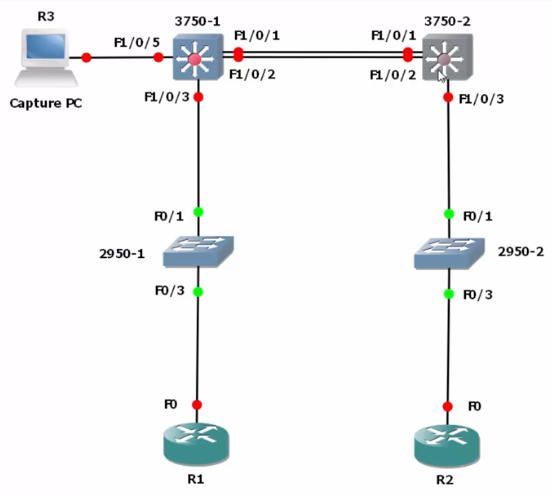 R3
3750-1
3750-2
F1/0/5
F1/0/1
F1/0/1
F1/0/2
F1/0/2
Capture PC
F1/0/3
F1/0/3
F0/1
F0/1
2950-1
2950-2
F0/3
F0/3
F0
F0
R1
R2